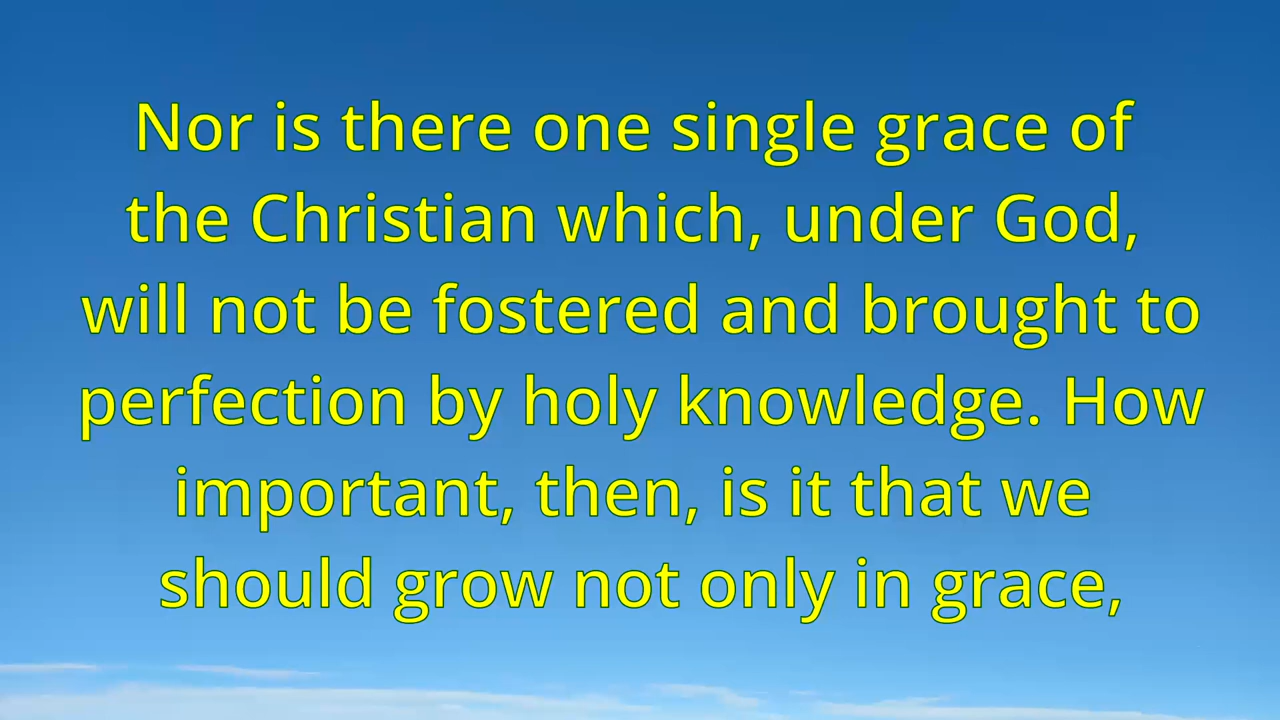 Nor is there one single grace of
the Christian which, under God,
will not be fostered and brought to
perfection by holy knowledge. How
important, then, is it that we
should grow not only in grace,